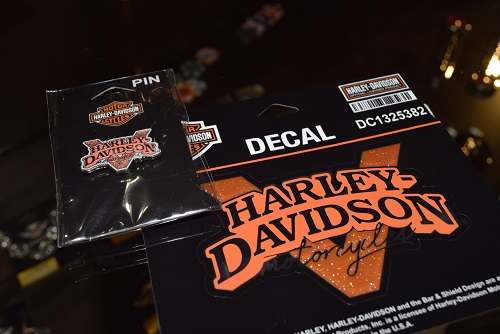 PIN
MOTOR
HARLEY-DAVIDSON
CYCLES
HARLEY-
DAVIDSON
HARLEY-DAVIDSON
DC1325382
DECAL
HARLEY-
DAVIDSON
motorcycles
HARLEY, HARLEY-DAVIDSON and the Bar & Shield Design are
Products, Inc. is a licensee of Harley-Davidson
in the U.S.A.